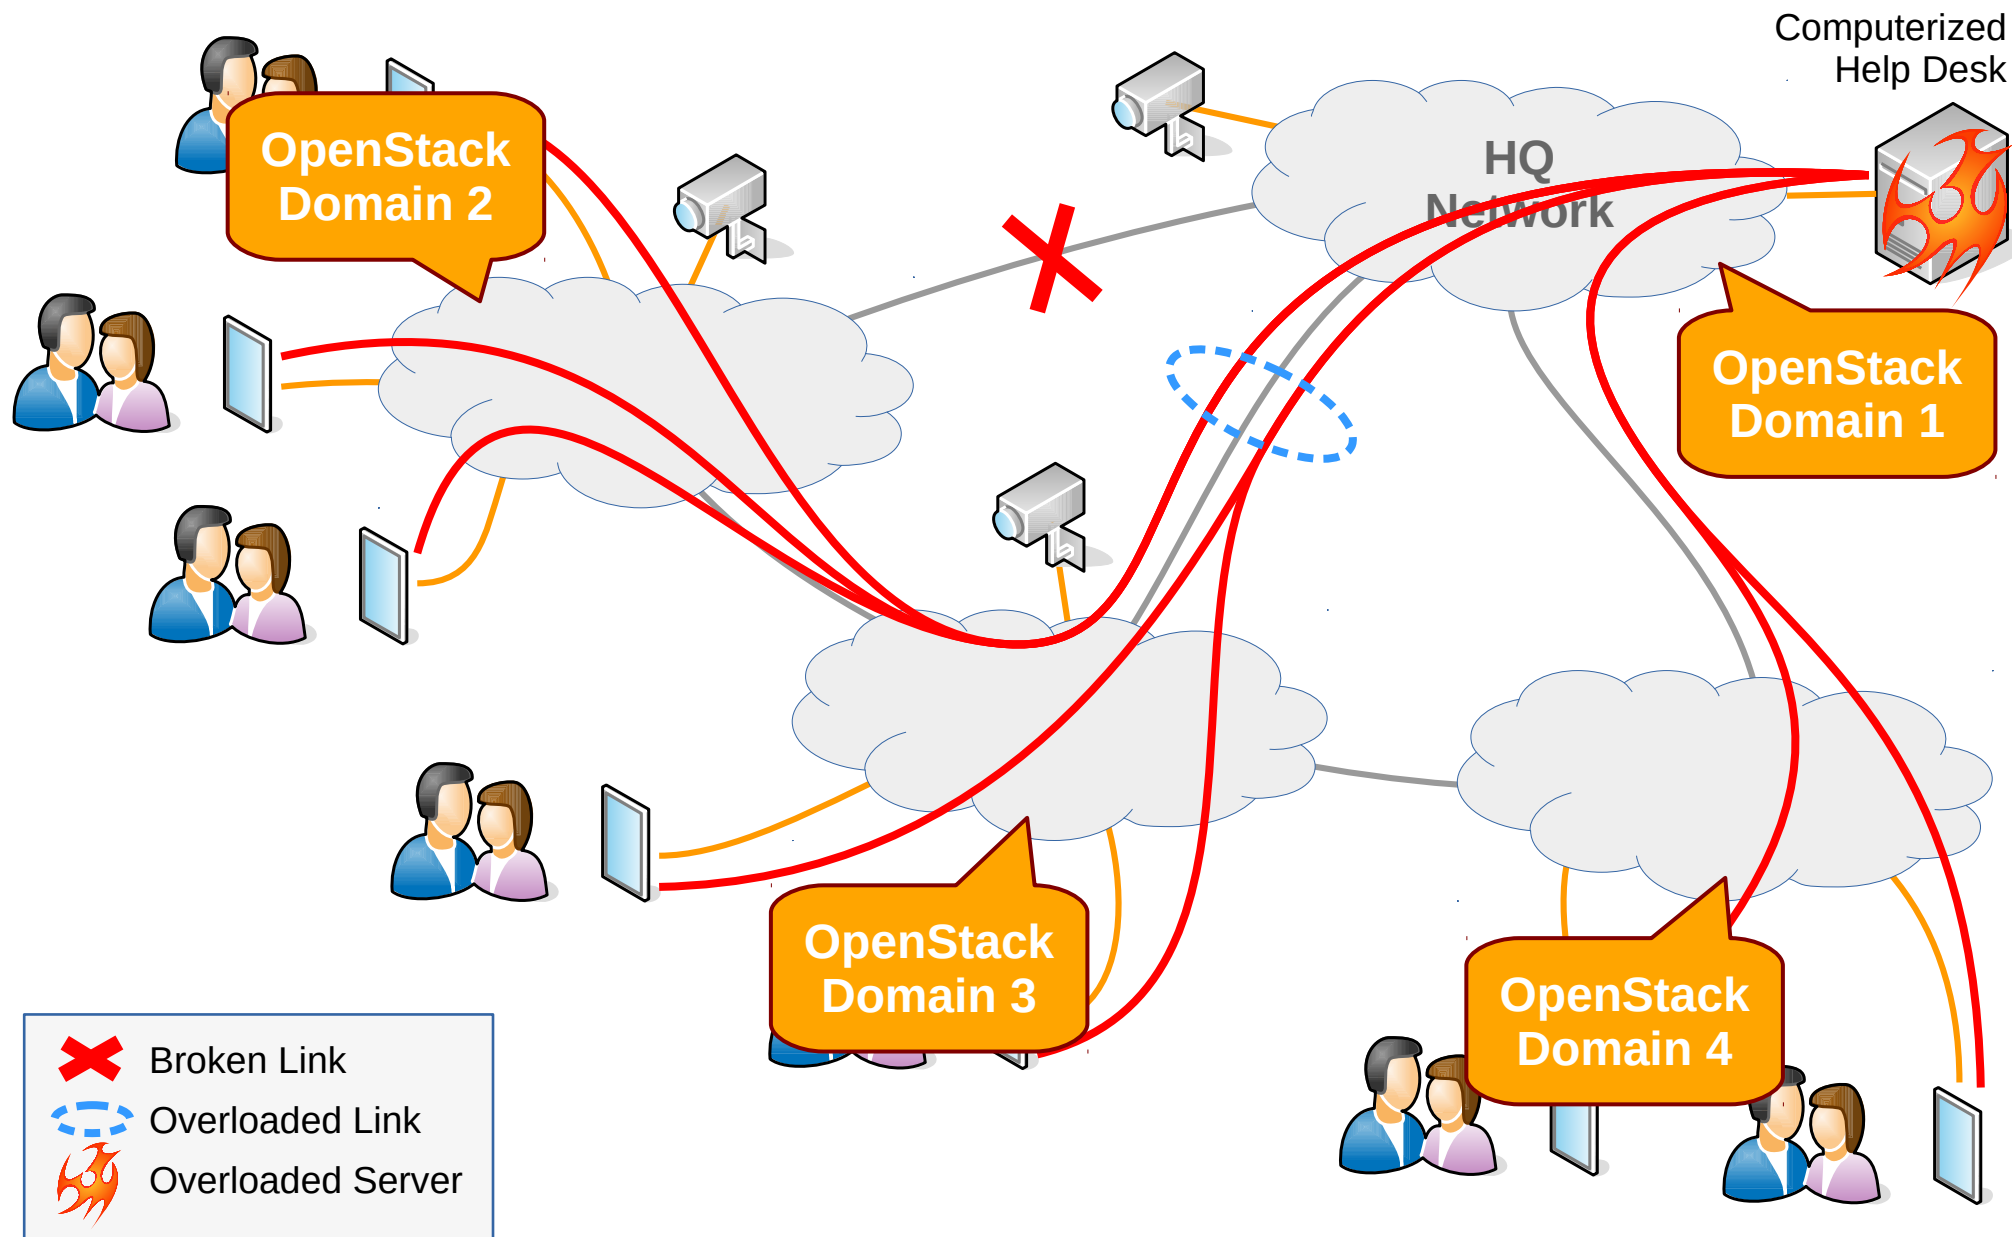 Computerized
Help Desk
OpenStack
Domain 2
HQ
Network
OpenStack
Domain 1
OpenStack
Domain 3
OpenStack
Domain 4
Broken Link
Overloaded Link
Overloaded Server